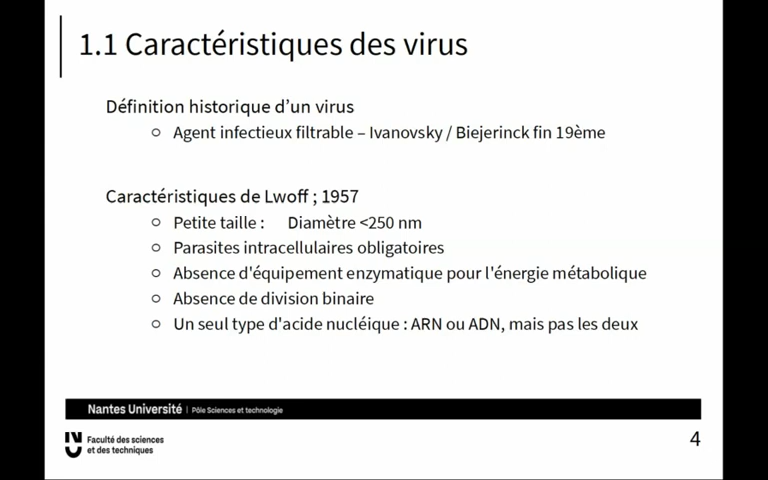 1.1 Caractéristiques des virus
Définition historique d'un virus
○ Agent infectieux filtrable – Ivanovsky / Biejerinck fin 19ème
Caractéristiques de Lwoff ; 1957
○ Petite taille : Diamètre <250 nm
○ Parasites intracellulaires obligatoires
○ Absence d'équipement enzymatique pour l'énergie métabolique
○ Absence de division binaire
○ Un seul type d'acide nucléique : ARN ou ADN, mais pas les deux
Nantes Université | Pôle Sciences et technologie
Faculté des sciences
et des techniques
4